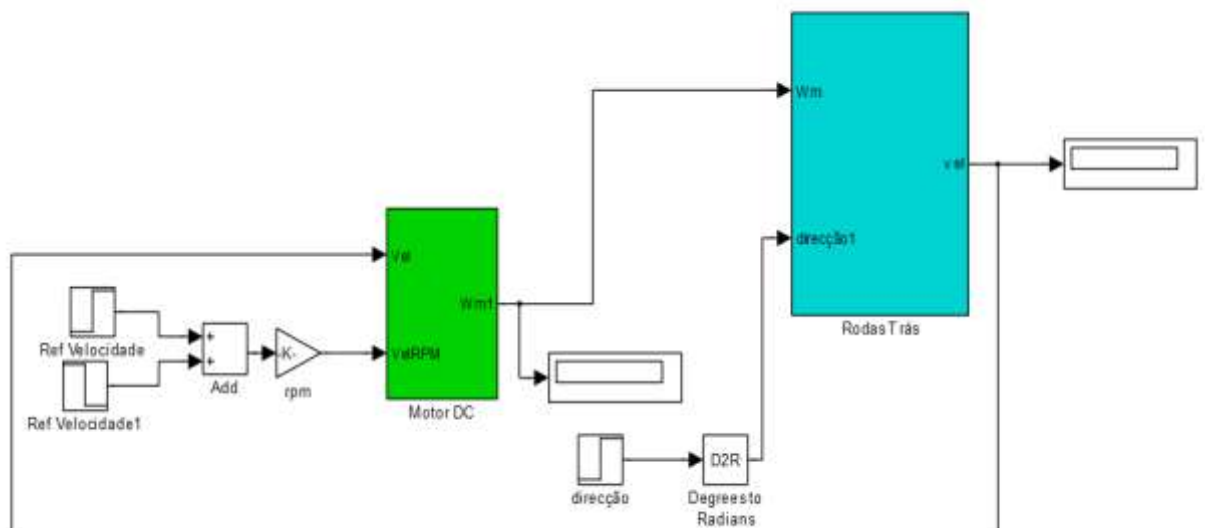 Wm
vel
direcção1
Rodas Trás
Vel
Wm1
VelRPM
Motor DC
Ref Velocidade
+
+
Add
-K-
rpm
Ref Velocidade1
direcção
D2R
Degrees to
Radians